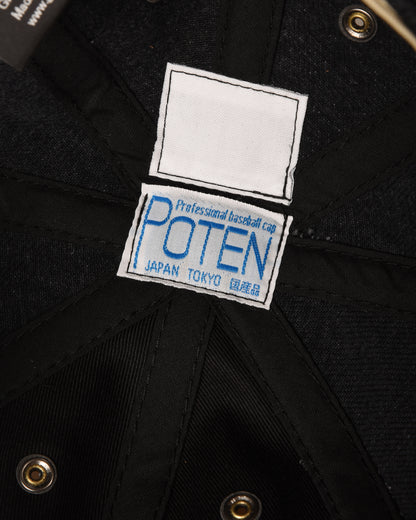 Professional baseball cap
POTEN
JAPAN TOKYO 国産品